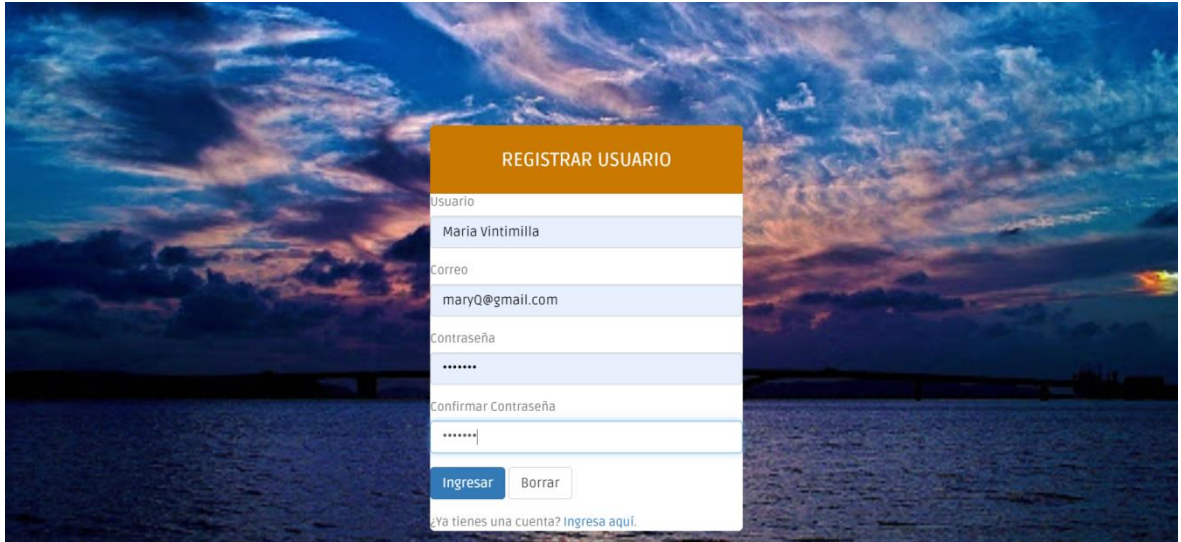 REGISTRAR USUARIO
Usuario
Maria Vintimilla
Correo
maryQ@gmail.com
Contraseña
•••••••
Confirmar Contraseña
•••••••
Ingresar Borrar
¿Ya tienes una cuenta? Ingresa aquí.